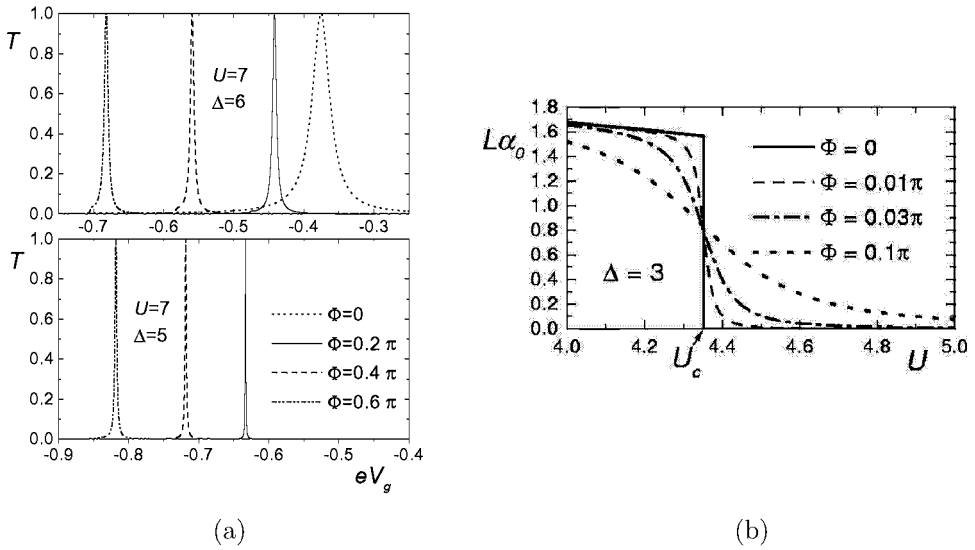 T
1.0
0.8
0.6
0.4
0.2
0.0
U=7
Δ=6
-0.7 -0.6 -0.5 -0.4 -0.3
T
1.0
0.8
0.6
0.4
0.2
0.0
U=7
Δ=5
Φ=0
Φ=0.2 π
Φ=0.4 π
Φ=0.6 π
-0.9 -0.8 -0.7 -0.6 -0.5 -0.4
eVg
(a)
Lα0
1.8
1.6
1.4
1.2
1.0
0.8
0.6
0.4
0.2
0.0
Φ = 0
Φ = 0.01π
Φ = 0.03π
Φ = 0.1π
Δ = 3
4.0 4.2 4.4 4.6 4.8 5.0
Uc
U
(b)